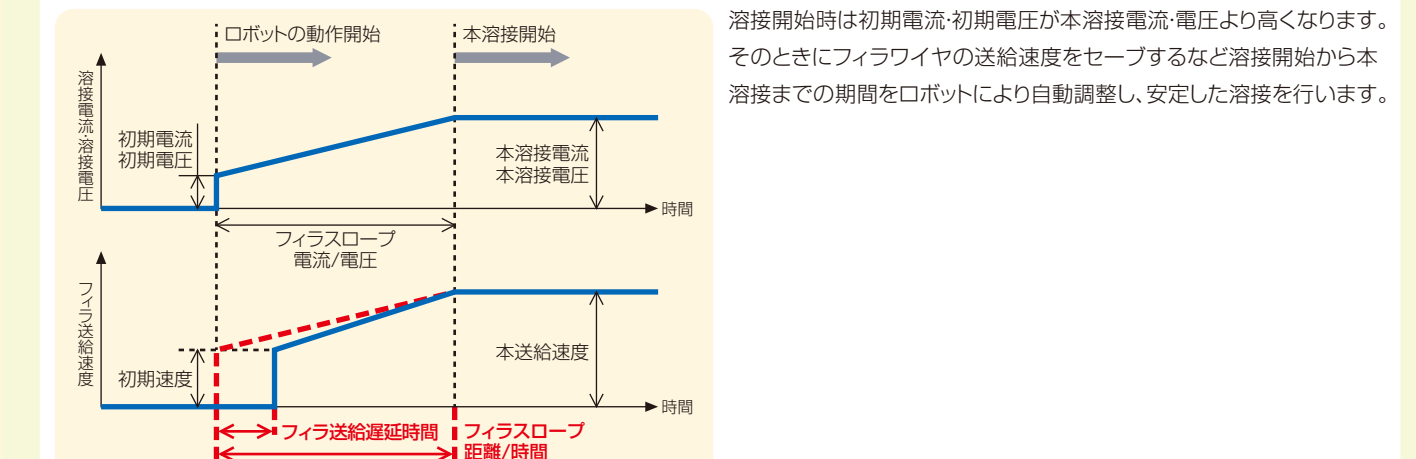 溶接開始時は初期電流・初期電圧が本溶接電流・電圧より高くなります。
そのときにフィラワイヤの送給速度をセーブするなど溶接開始から本
溶接までの期間をロボットにより自動調整し、安定した溶接を行います。
ロボットの動作開始
本溶接開始
溶接電流・溶接電圧
初期電流
初期電圧
本溶接電流
本溶接電圧
時間
フィラスロープ
電流/電圧
フィラ送給速度
初期速度
本送給速度
時間
フィラ送給遅延時間
フィラスロープ
距離/時間